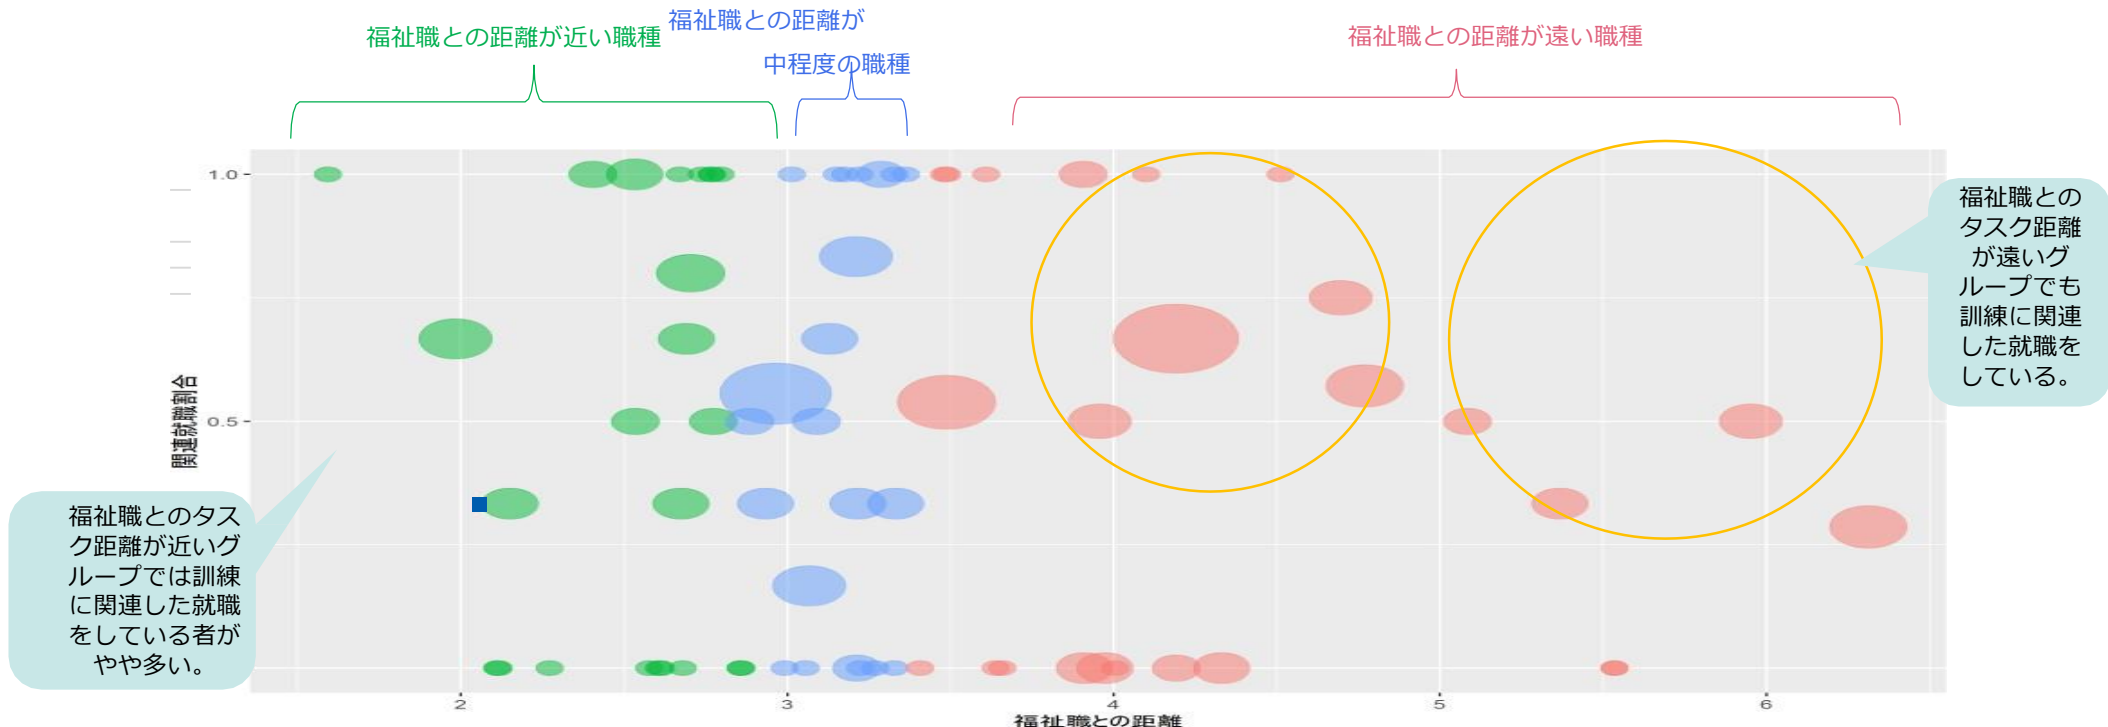 福祉職との距離が近い職種
福祉職との距離が
中程度の職種
福祉職との距離が遠い職種
1.0
0.5
関連就職割合
福祉職との
タスク距離
が遠いグ
ループでも
訓練に関連
した就職を
している。
福祉職とのタス
ク距離が近いグ
ループでは訓練
に関連した就職
をしている者が
やや多い。
2
3
4
5
6
福祉職との距離